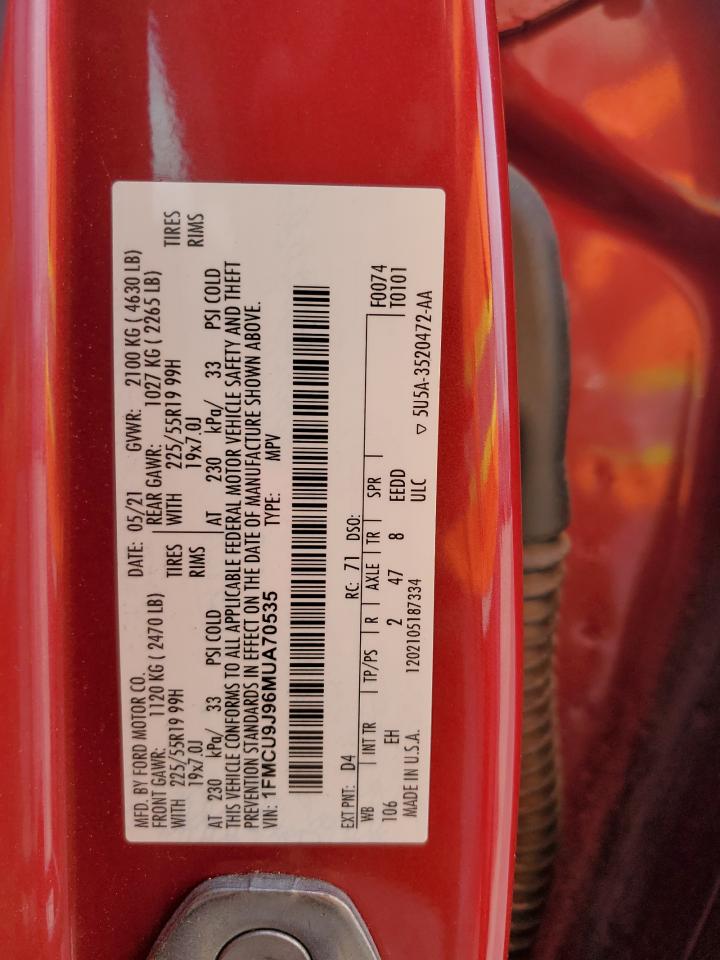 MFD. BY FORD MOTOR CO. DATE: 05/21 GVWR: 2100 KG ( 4630 LB)
FRONT GAWR: 1120 KG ( 2470 LB) REAR GAWR: 1027 KG ( 2265 LB)
WITH 225/55R19 99H TIRES WITH 225/55R19 99H TIRES
19x7.0J RIMS 19x7.0J RIMS
AT 230 kPa/ 33 PSI COLD AT 230 kPa/ 33 PSI COLD
THIS VEHICLE CONFORMS TO ALL APPLICABLE FEDERAL MOTOR VEHICLE SAFETY AND THEFT
PREVENTION STANDARDS IN EFFECT ON THE DATE OF MANUFACTURE SHOWN ABOVE.
VIN: 1FMCU9J96MUA70535 TYPE: MPV
EXT PNT: D4 RC: 71 DSO: F0074
WB INT TR TP/PS R AXLE TR SPR T0101
106 EH 2 47 8 EEDD
MADE IN U.S.A. 1202105187334 ULC ▽ 5U5A-3520472-AA